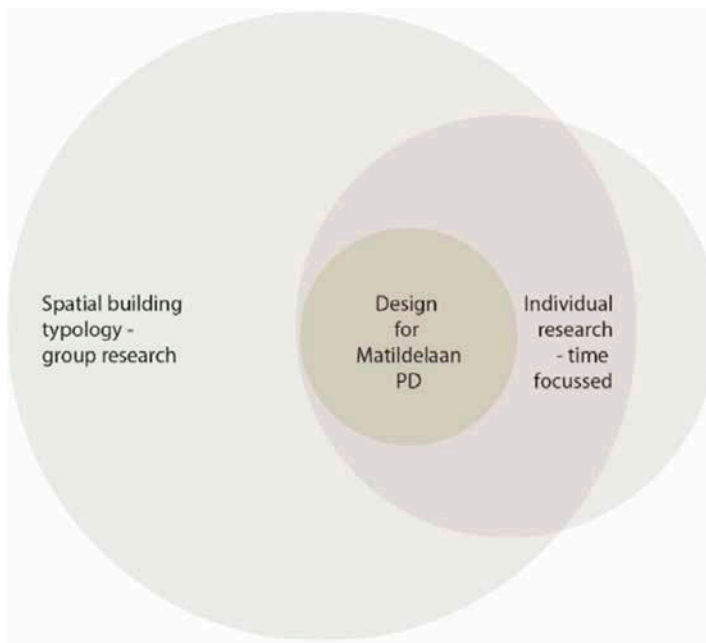 Spatial building
typology -
group research
Design
for
Matildelaan
PD
Individual
research
- time
focussed